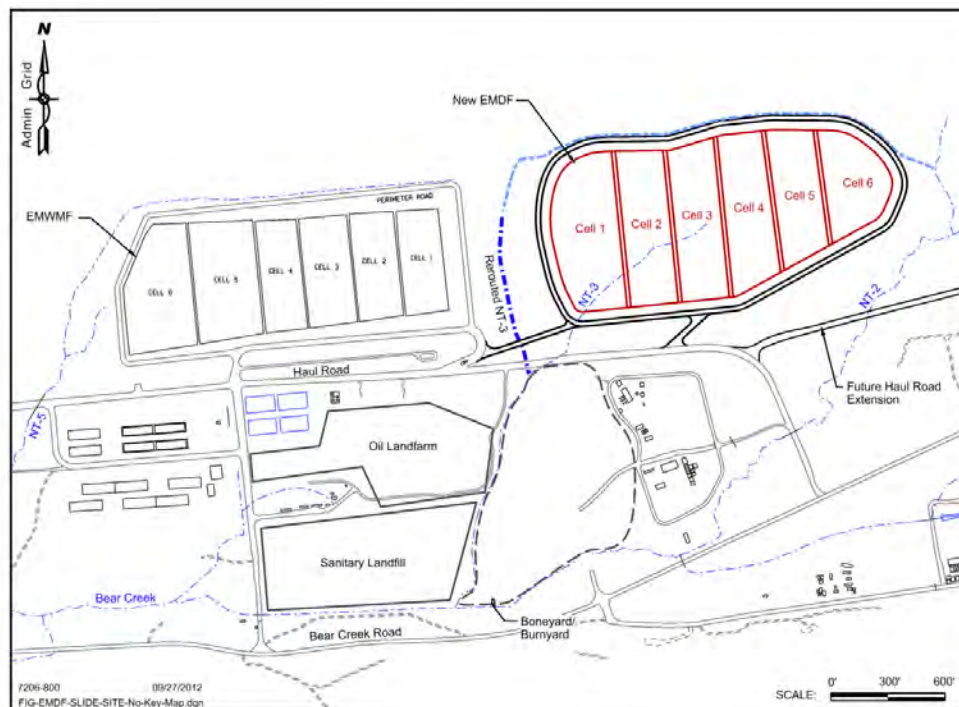 N
Admin Grid
New EMDF
EMWMF
PERIMETER ROAD
CELL 6
CELL 5
CELL 4
CELL 3
CELL 2
CELL 1
Cell 1
Cell 2
Cell 3
Cell 4
Cell 5
Cell 6
Rerouted NT-3
NT-3
NT-2
Haul Road
Future Haul Road
Extension
NT-5
Oil Landfarm
Sanitary Landfill
Bear Creek
Boneyard/
Burnyard
Bear Creek Road
7206-800 09/27/2012
FIG-EMDF-SLIDE-SITE-No-Key-Map.dgn
SCALE: 0' 300' 600'